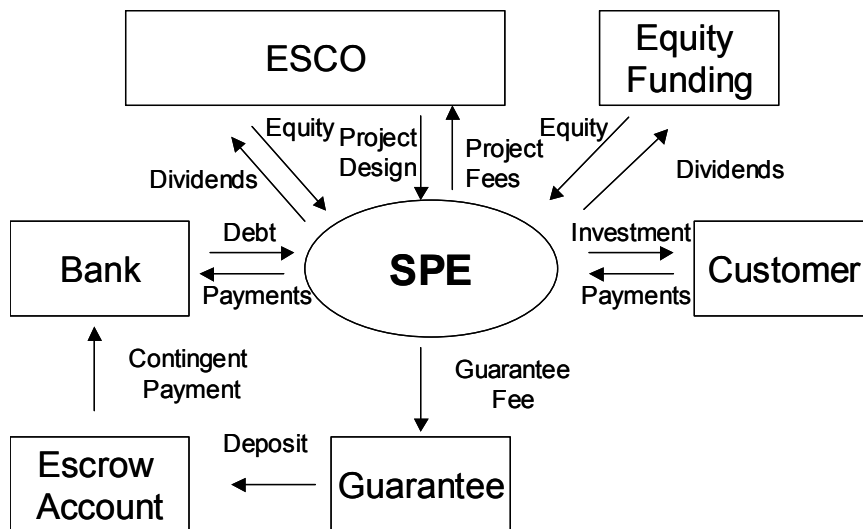 ESCO
Equity
Funding
Equity
Project
Design
Project
Fees
Equity
Dividends
Dividends
Bank
Debt
Payments
SPE
Investment
Payments
Customer
Contingent
Payment
Guarantee
Fee
Escrow
Account
Deposit
Guarantee